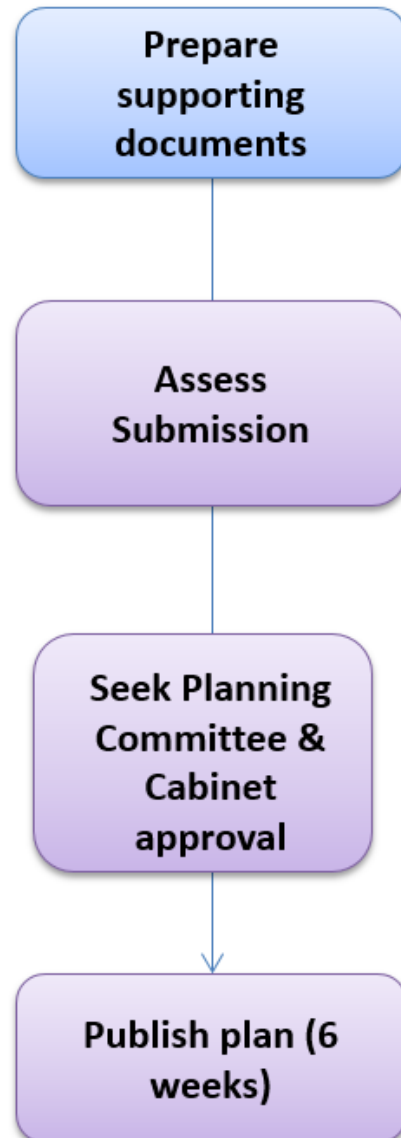 Prepare
supporting
documents
Assess
Submission
Seek Planning
Committee &
Cabinet
approval
Publish plan (6
weeks)